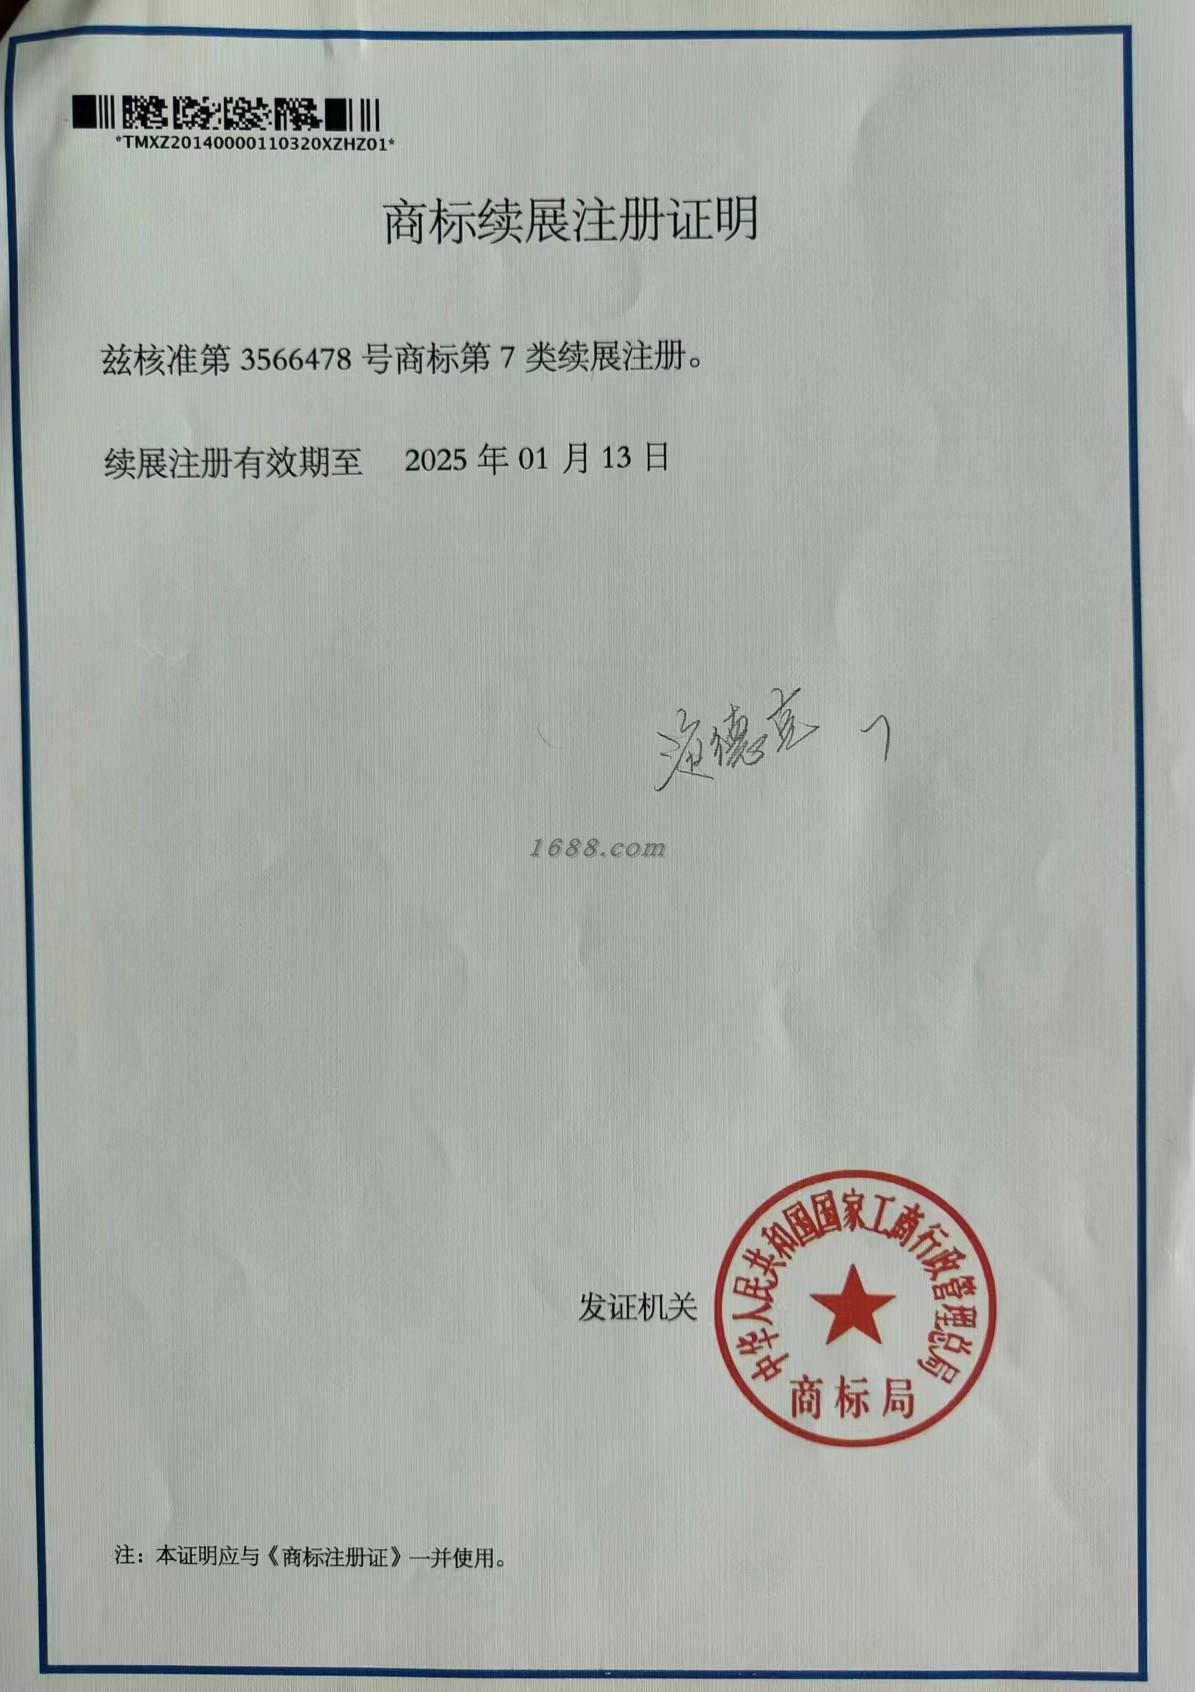 *TMXZ20140000110320XZHZ01*
商标续展注册证明
兹核准第 3566478 号商标第 7 类续展注册。
续展注册有效期至 2025 年 01 月 13 日
海德克 7
1688.com
发证机关
中华人民共和国国家工商行政管理总局
商标局
注：本证明应与《商标注册证》一并使用。